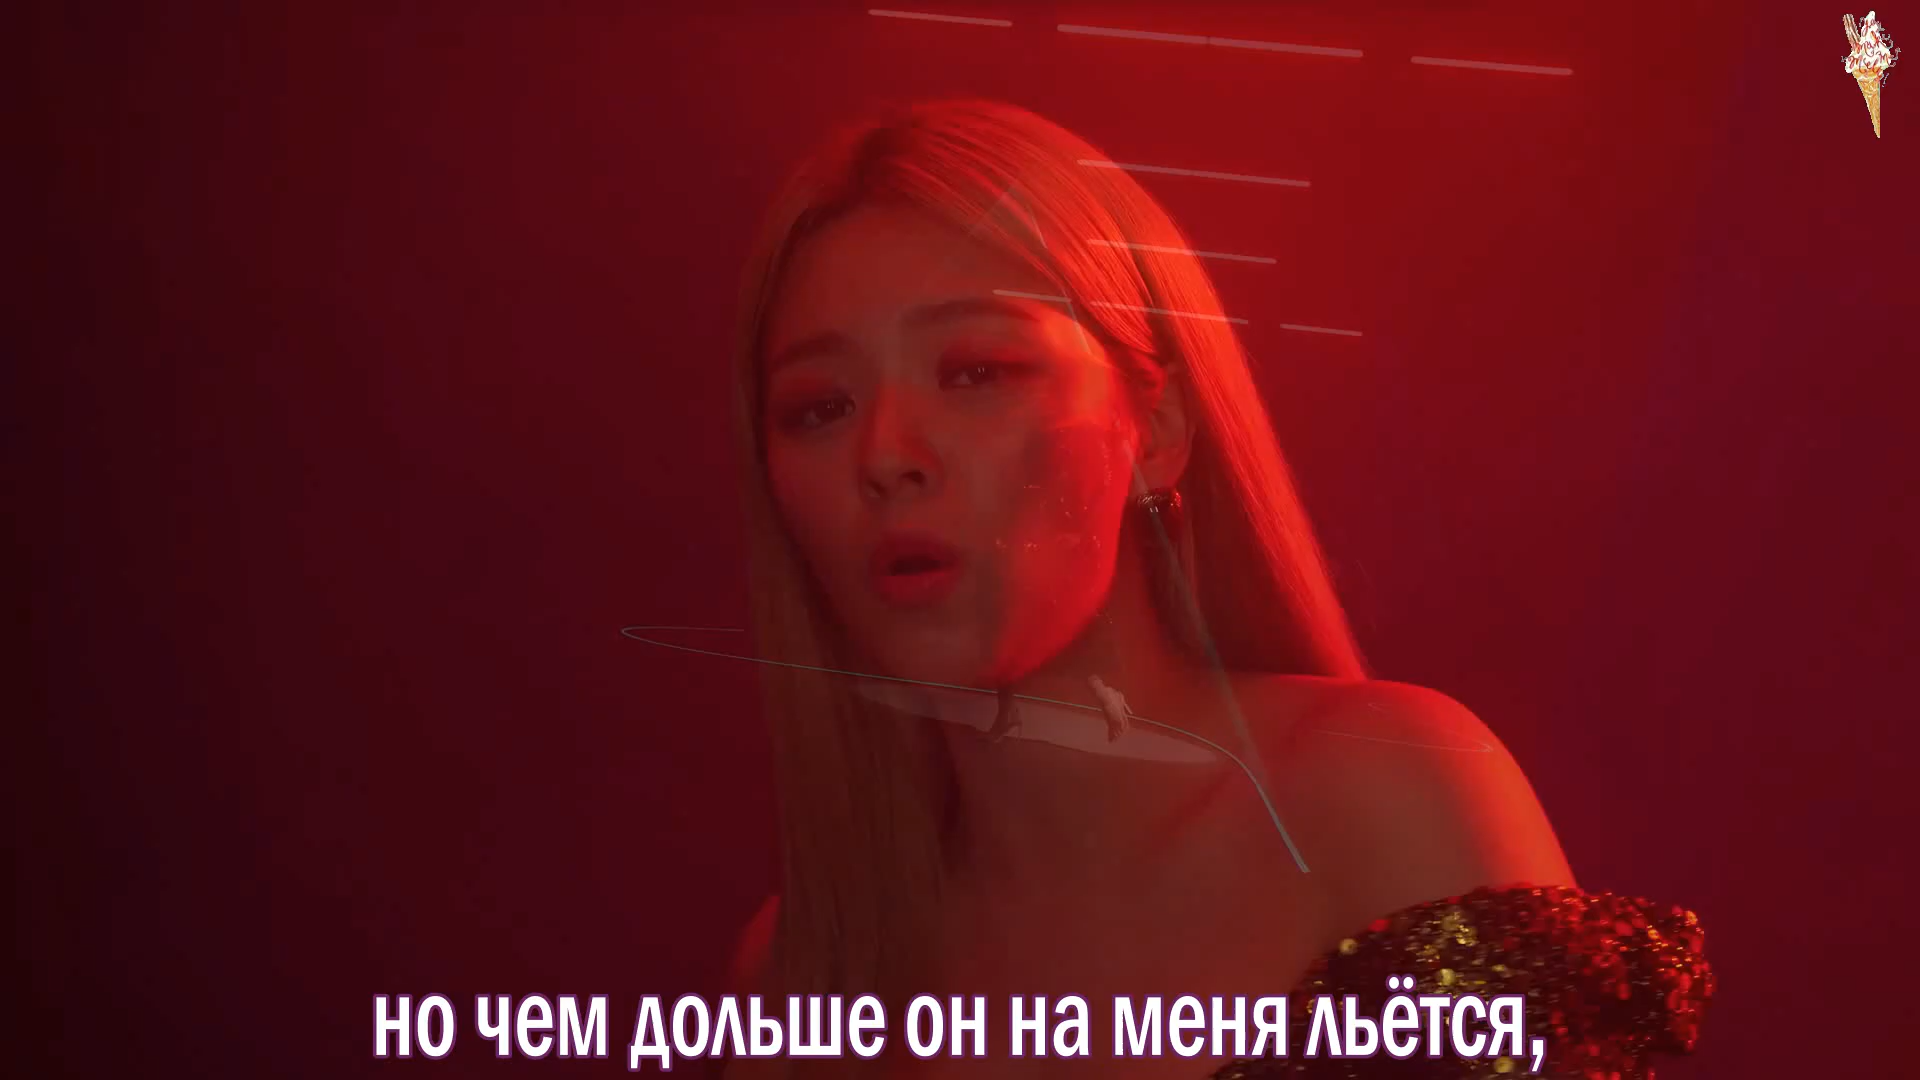 но чем дольше он на меня льётся,